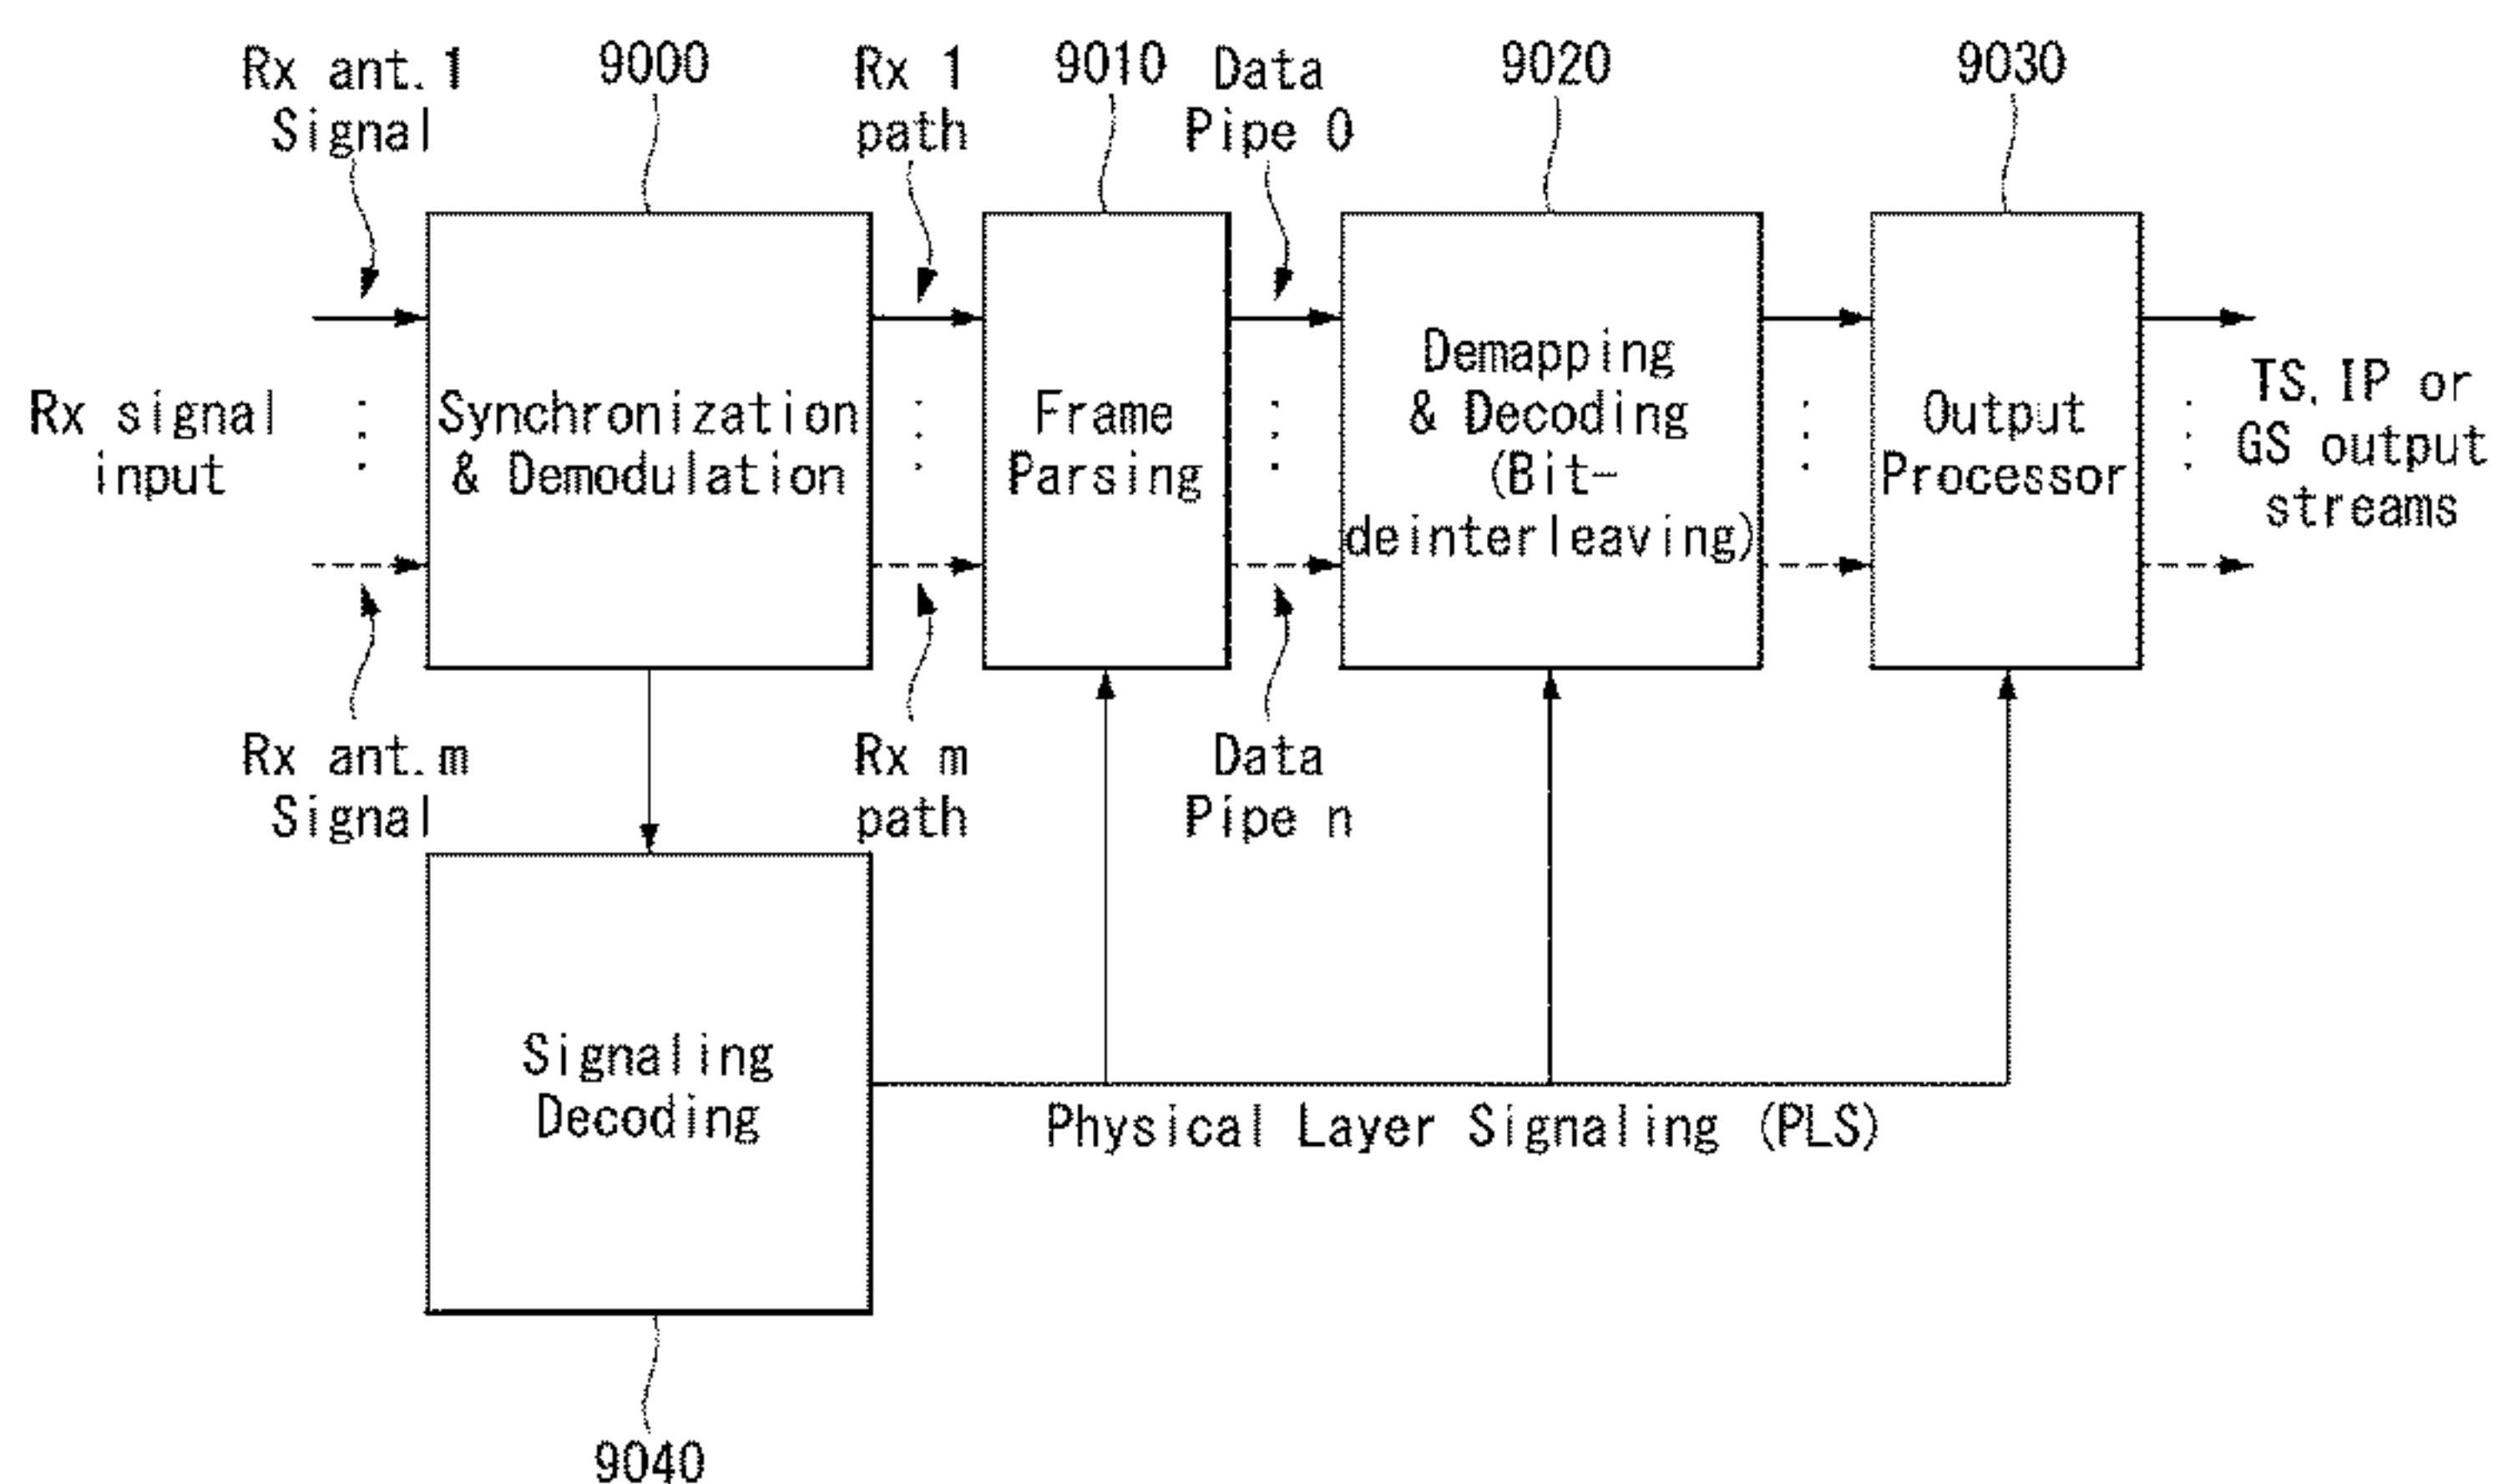 Rx ant.1
Signal
9000
Rx 1
path
9010
Data
Pipe 0
9020
9030
Rx signal
input
Synchronization
& Demodulation
Frame
Parsing
Demapping
& Decoding
(Bit-
deinterleaving)
Output
Processor
TS, IP or
GS output
streams
Rx ant.m
Signal
Rx m
path
Data
Pipe n
Signaling
Decoding
Physical Layer Signaling (PLS)
9040